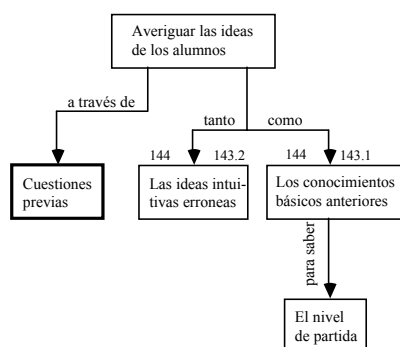 Averiguar las ideas
de los alumnos
a través de
tanto
como
144
143.2
144
143.1
Cuestiones
previas
Las ideas intui-
tivas erroneas
Los conocimientos
básicos anteriores
para saber
El nivel
de partida